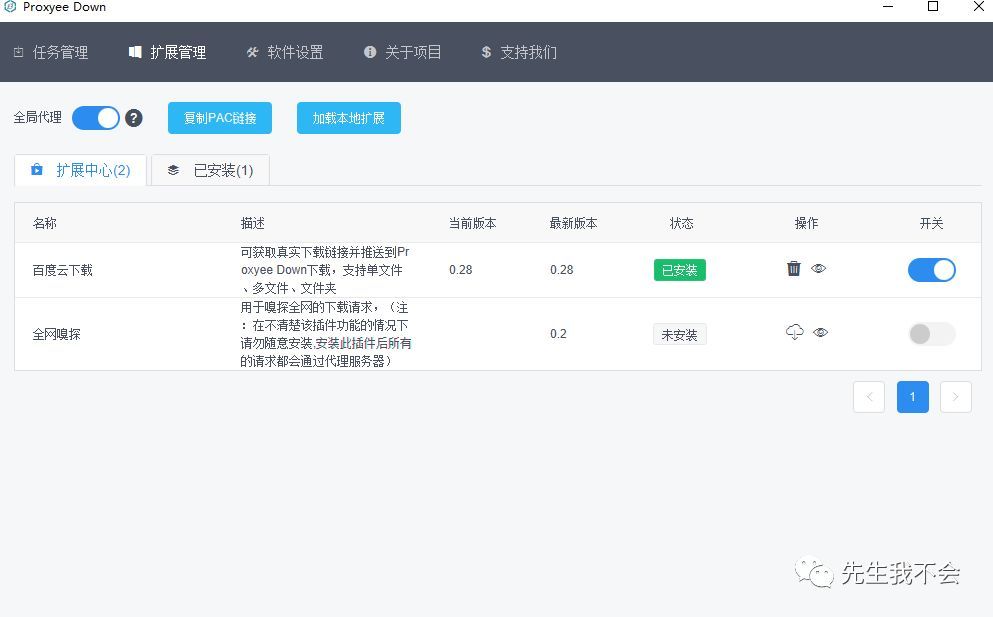 Proxyee Down
任务管理 扩展管理 软件设置 关于项目 支持我们
全局代理 ? 复制PAC链接 加载本地扩展
扩展中心(2) 已安装(1)
名称 描述 当前版本 最新版本 状态 操作 开关
可获取真实下载链接并推送到Pr
百度云下载 oxyee Down下载，支持单文件 0.28 0.28 已安装
、多文件、文件夹
用于嗅探全网的下载请求，（注
：在不清楚该插件功能的情况下
全网嗅探 0.2 未安装
请勿随意安装,安装此插件后所有
的请求都会通过代理服务器）
1
先生我不会